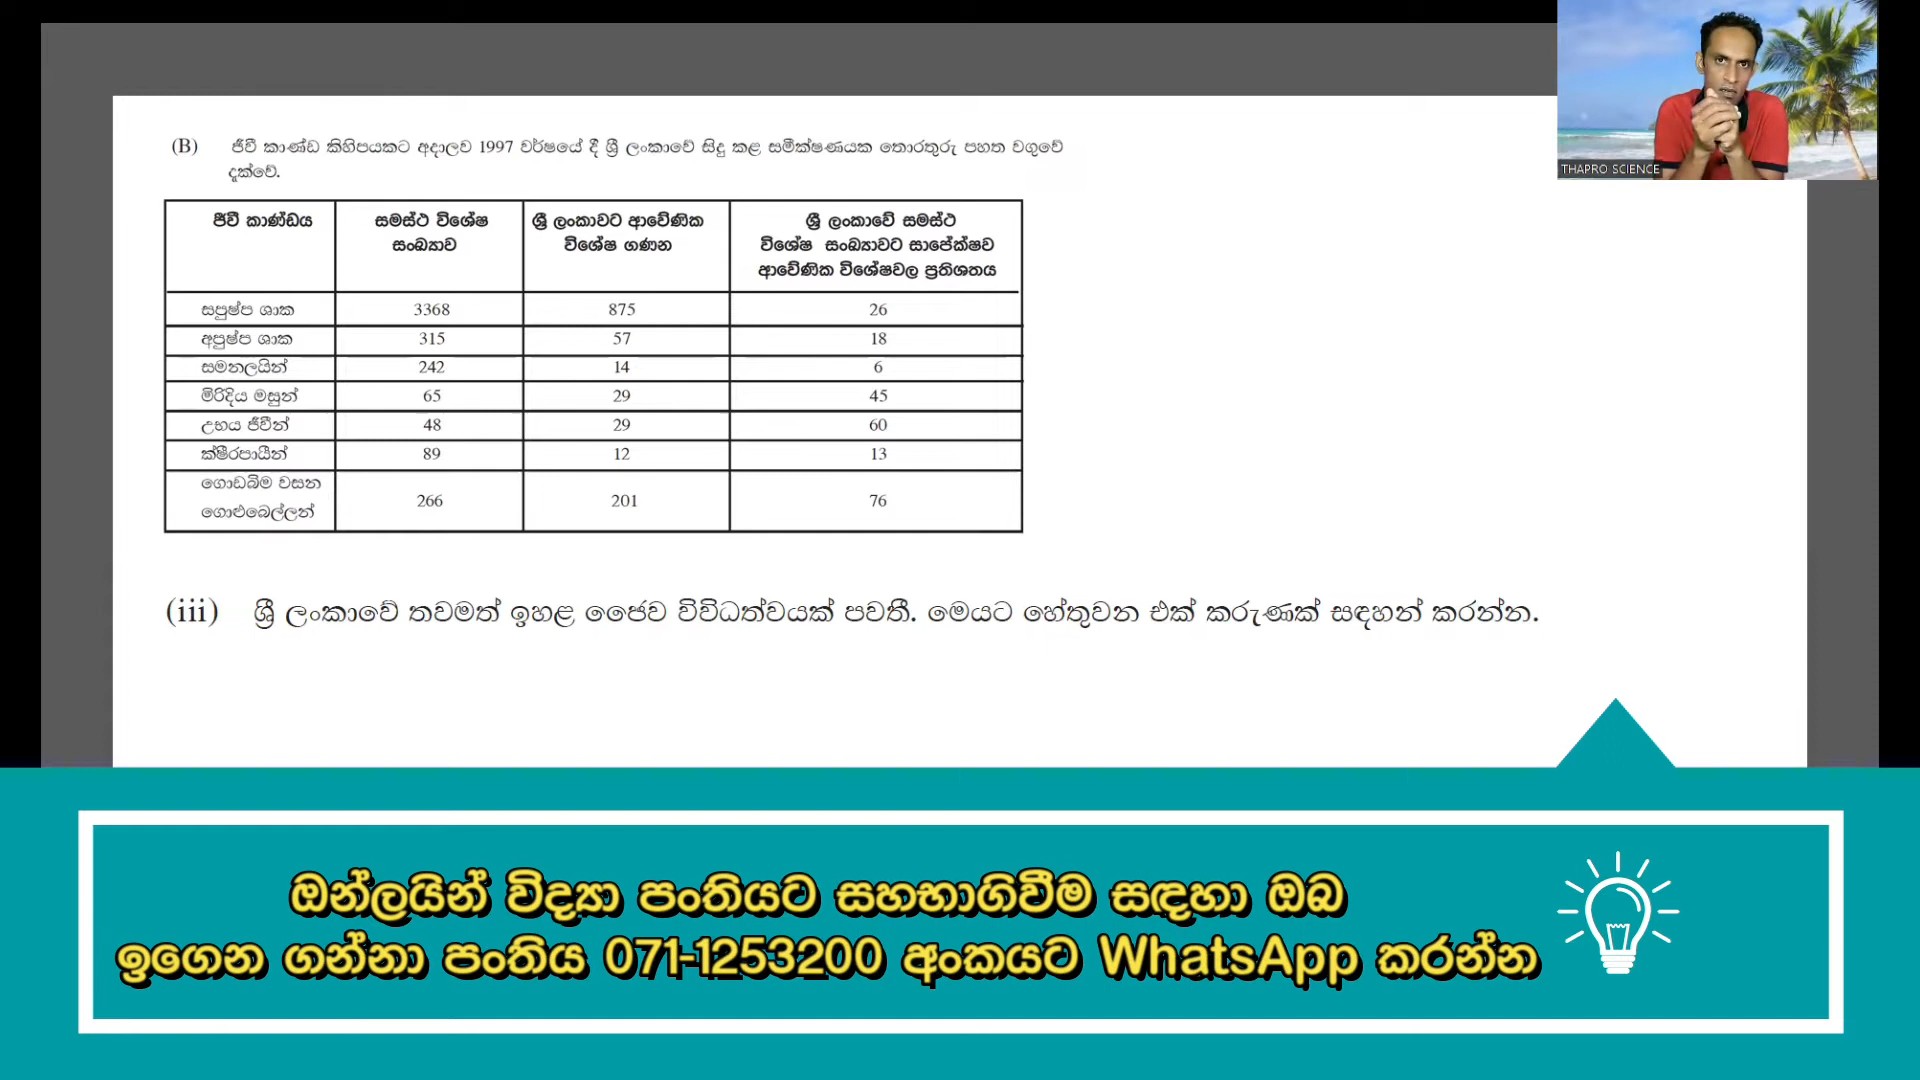 THAPRO SCIENCE
(B) ජීවී කාණ්ඩ කිහිපයකට අදාලව 1997 වර්ෂයේ දී ශ්‍රී ලංකාවේ සිදු කළ සමීක්ෂණයක තොරතුරු පහත වගුවේ
දැක්වේ.
ජීවී කාණ්ඩය සමස්ථ විශේෂ ශ්‍රී ලංකාවට ආවේණික ශ්‍රී ලංකාවේ සමස්ථ
සංඛ්‍යාව විශේෂ ගණන විශේෂ සංඛ්‍යාවට සාපේක්ෂව
ආවේණික විශේෂවල ප්‍රතිශතය
සපුෂ්ප ශාක 3368 875 26
අපුෂ්ප ශාක 315 57 18
සමනලයින් 242 14 6
මිරිදිය මසුන් 65 29 45
උභය ජීවීන් 48 29 60
ක්ෂීරපායීන් 89 12 13
ගොඩබිම වසන
ගොළුබෙල්ලන් 266 201 76
(iii) ශ්‍රී ලංකාවේ තවමත් ඉහළ ජෛව විවිධත්වයක් පවතී. මෙයට හේතුවන එක් කරුණක් සඳහන් කරන්න.
ඔන්ලයින් විද්‍යා පංතියට සහභාගිවීම සඳහා ඔබ
ඉගෙන ගන්නා පංතිය 071-1253200 අංකයට WhatsApp කරන්න